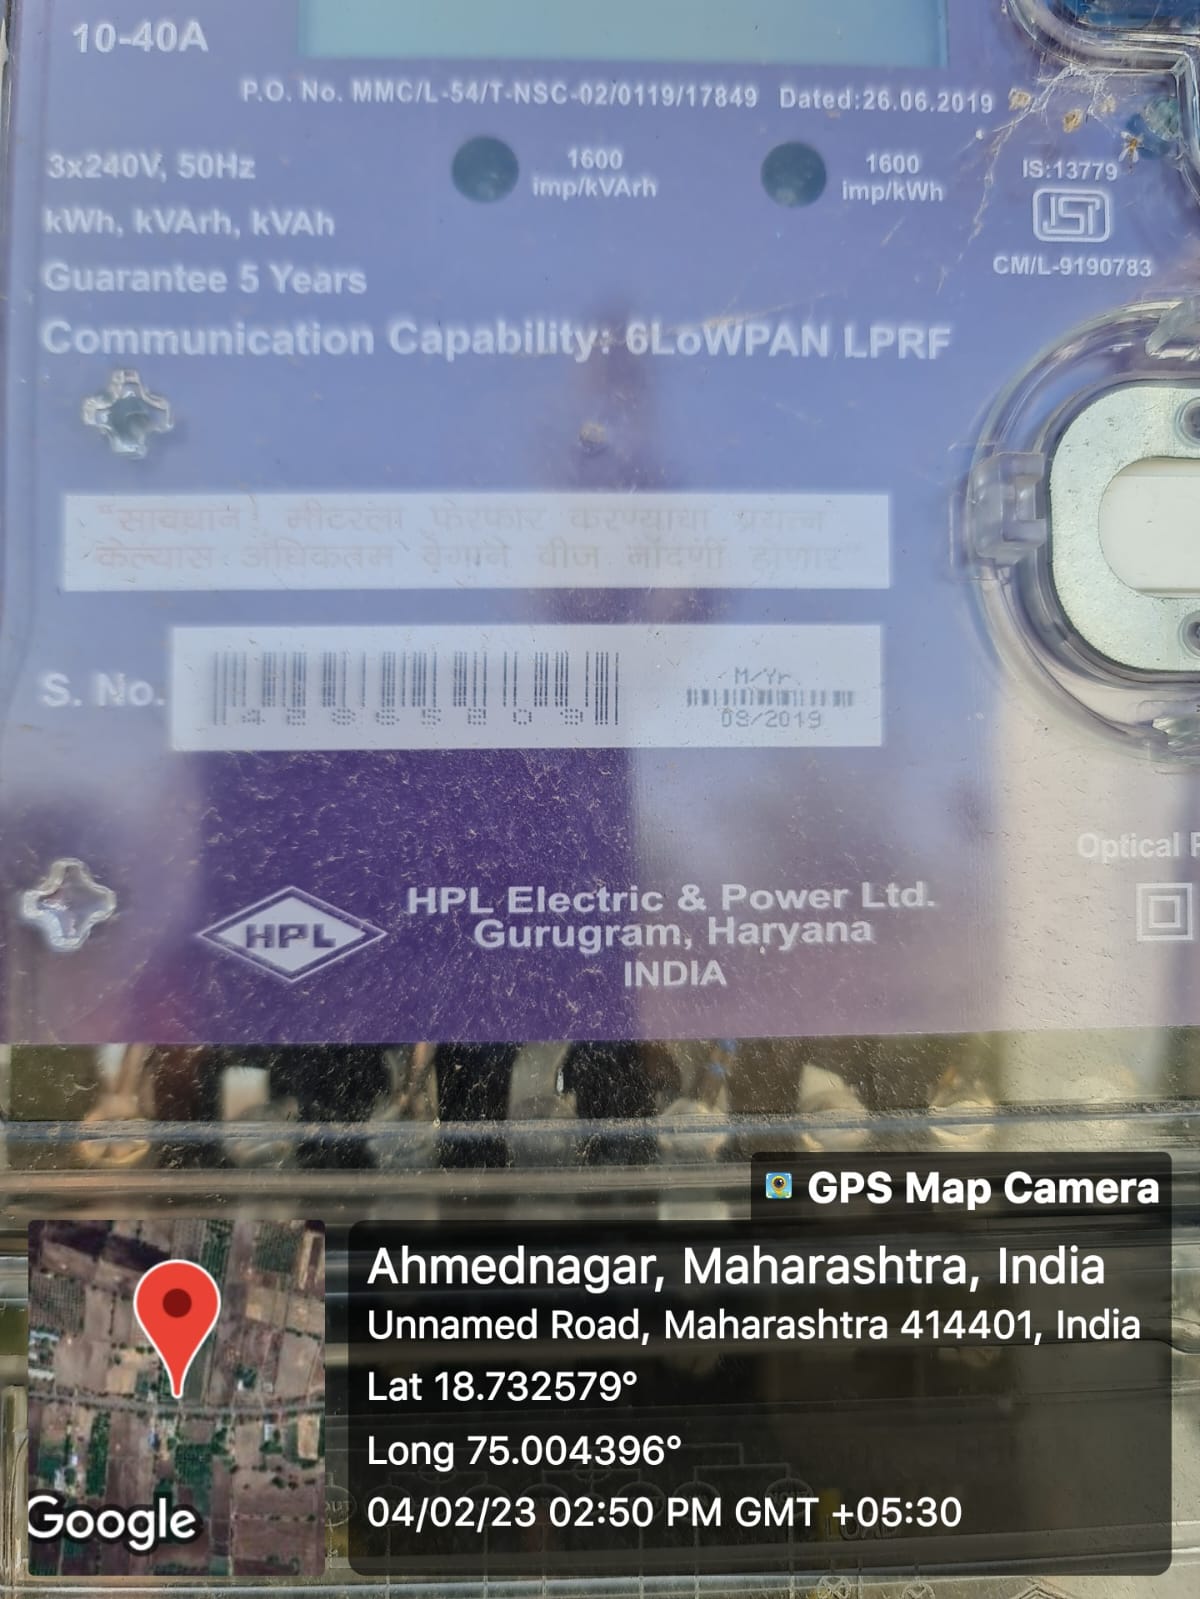 10-40A
P.O. No. MMC/L-54/T-NSC-02/0119/17849 Dated:26.06.2019
3x240V, 50Hz
1600
imp/kVArh
1600
imp/kWh
IS:13779
ISI
CM/L-9190783
kWh, kVArh, kVAh
Guarantee 5 Years
Communication Capability: 6LoWPAN LPRF
"सावधान! मीटरला फेरफार करण्याचा प्रयत्न
केल्यास अधिकतम वेगाने वीज नोंदणी होणार"
S. No.
M/Yr
09/2019
Optical
HPL
HPL Electric & Power Ltd.
Gurugram, Haryana
INDIA
GPS Map Camera
Ahmednagar, Maharashtra, India
Unnamed Road, Maharashtra 414401, India
Lat 18.732579°
Long 75.004396°
04/02/23 02:50 PM GMT +05:30
Google